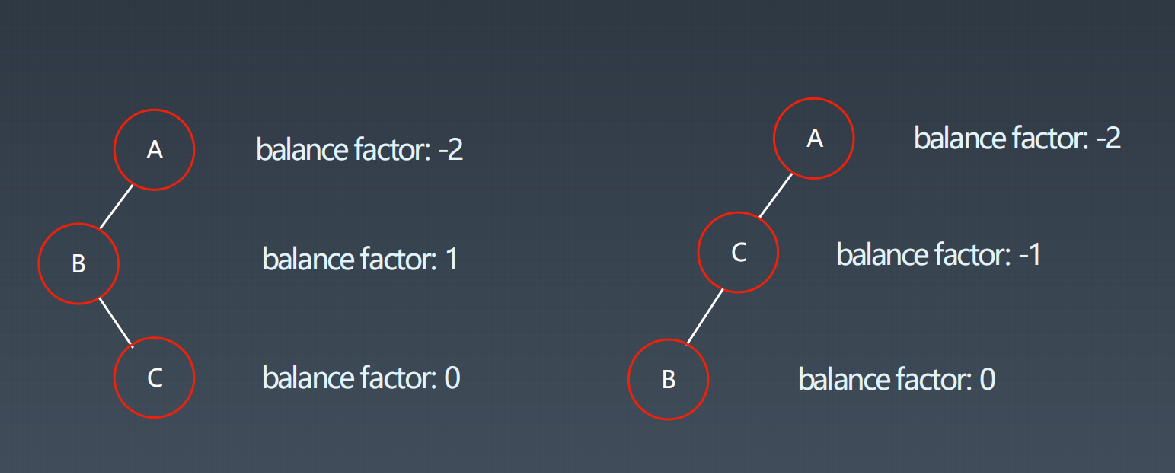 A
balance factor: -2
B
balance factor: 1
C
balance factor: 0
A
balance factor: -2
C
balance factor: -1
B
balance factor: 0